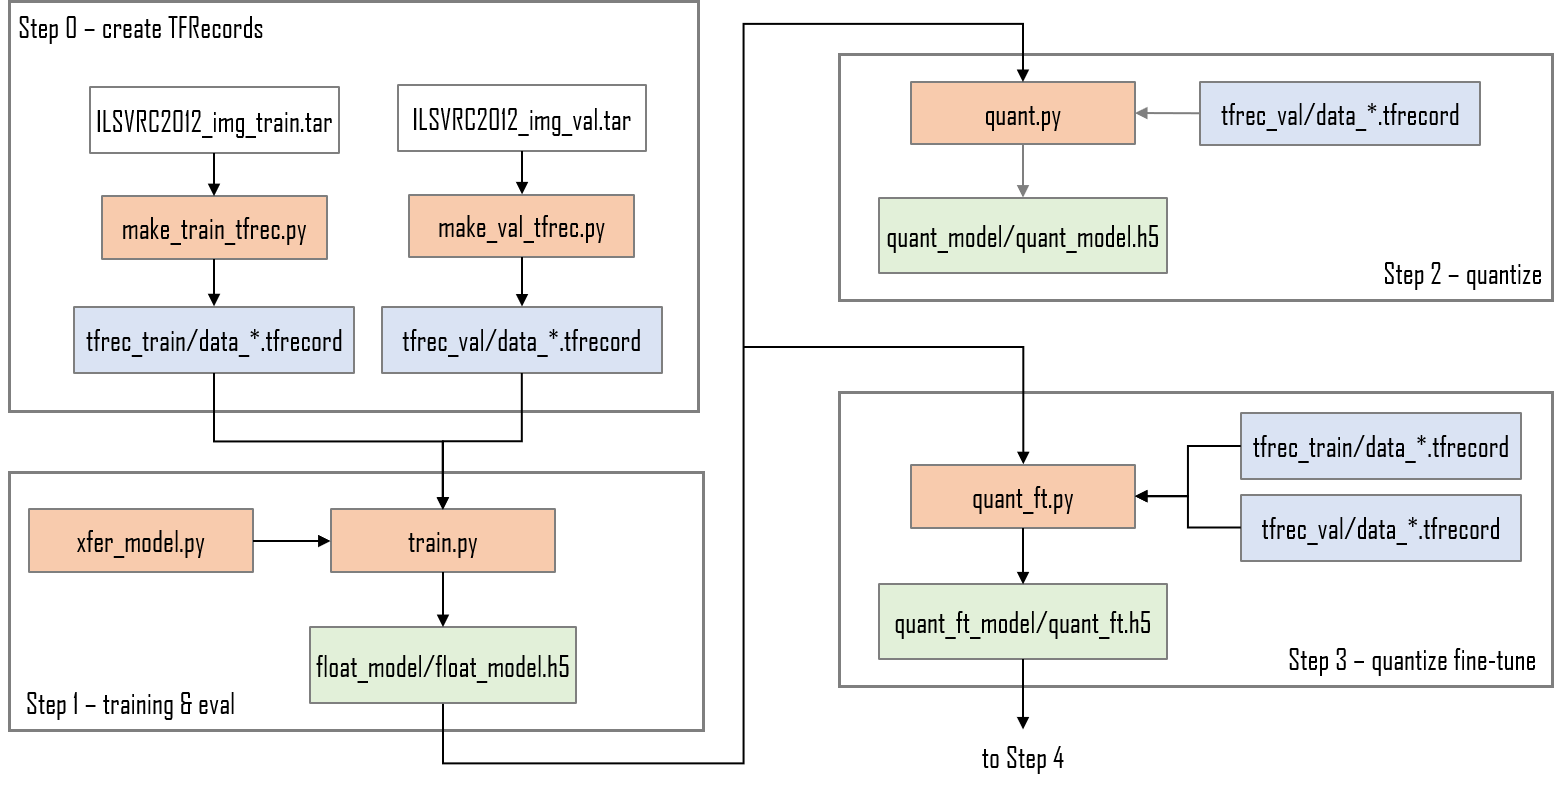 Step 0 – create TFRecords
ILSVRC2012_img_train.tar
ILSVRC2012_img_val.tar
make_train_tfrec.py
make_val_tfrec.py
tfrec_train/data_*.tfrecord
tfrec_val/data_*.tfrecord
xfer_model.py
train.py
float_model/float_model.h5
Step 1 – training & eval
quant.py
tfrec_val/data_*.tfrecord
quant_model/quant_model.h5
Step 2 – quantize
tfrec_train/data_*.tfrecord
quant_ft.py
tfrec_val/data_*.tfrecord
quant_ft_model/quant_ft.h5
Step 3 – quantize fine-tune
to Step 4